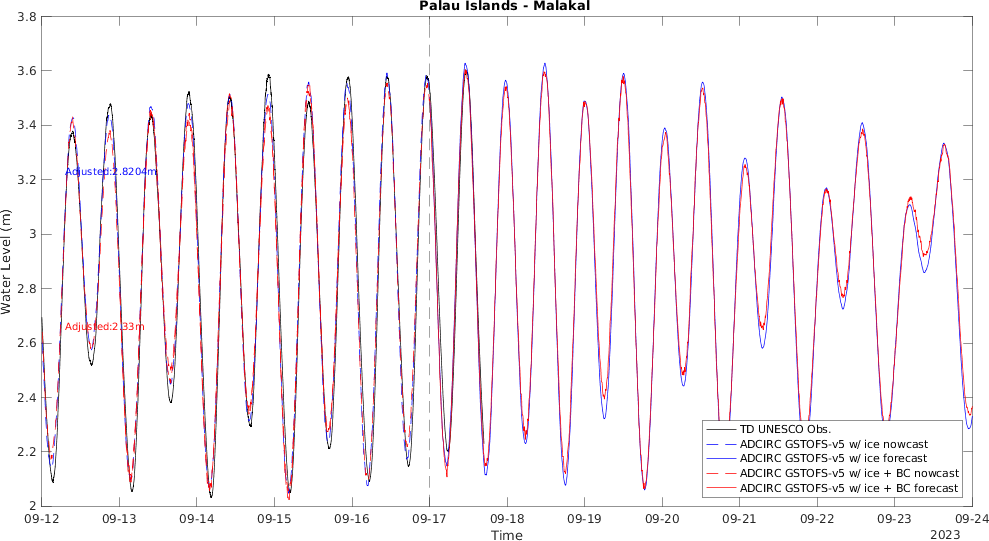 Palau Islands - Malakal
3.8
3.6
3.4
3.2
3
2.8
2.6
2.4
2.2
2
Water Level (m)
Adjusted:2.8204m
Adjusted:2.33m
TD UNESCO Obs.
ADCIRC GSTOFS-v5 w/ ice nowcast
ADCIRC GSTOFS-v5 w/ ice forecast
ADCIRC GSTOFS-v5 w/ ice + BC nowcast
ADCIRC GSTOFS-v5 w/ ice + BC forecast
09-12 09-13 09-14 09-15 09-16 09-17 09-18 09-19 09-20 09-21 09-22 09-23 09-24
Time
2023